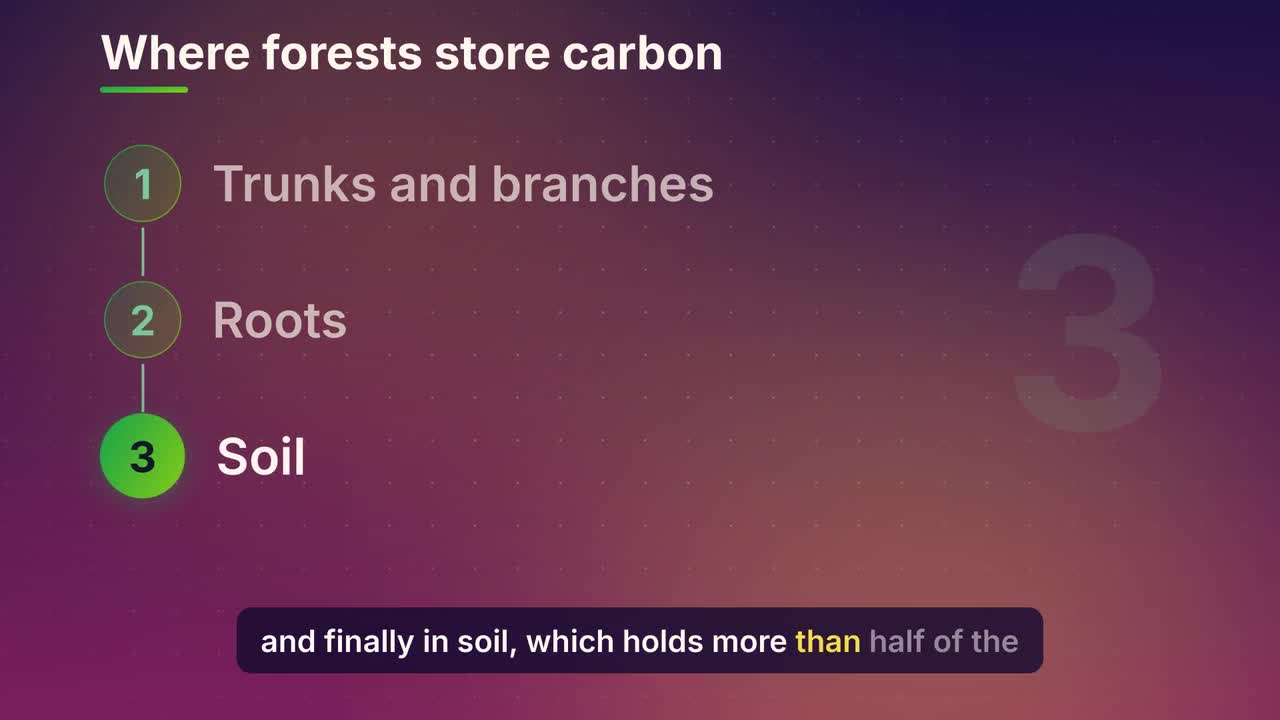 Where forests store carbon
1 Trunks and branches
2 Roots
3 Soil
3
and finally in soil, which holds more than half of the